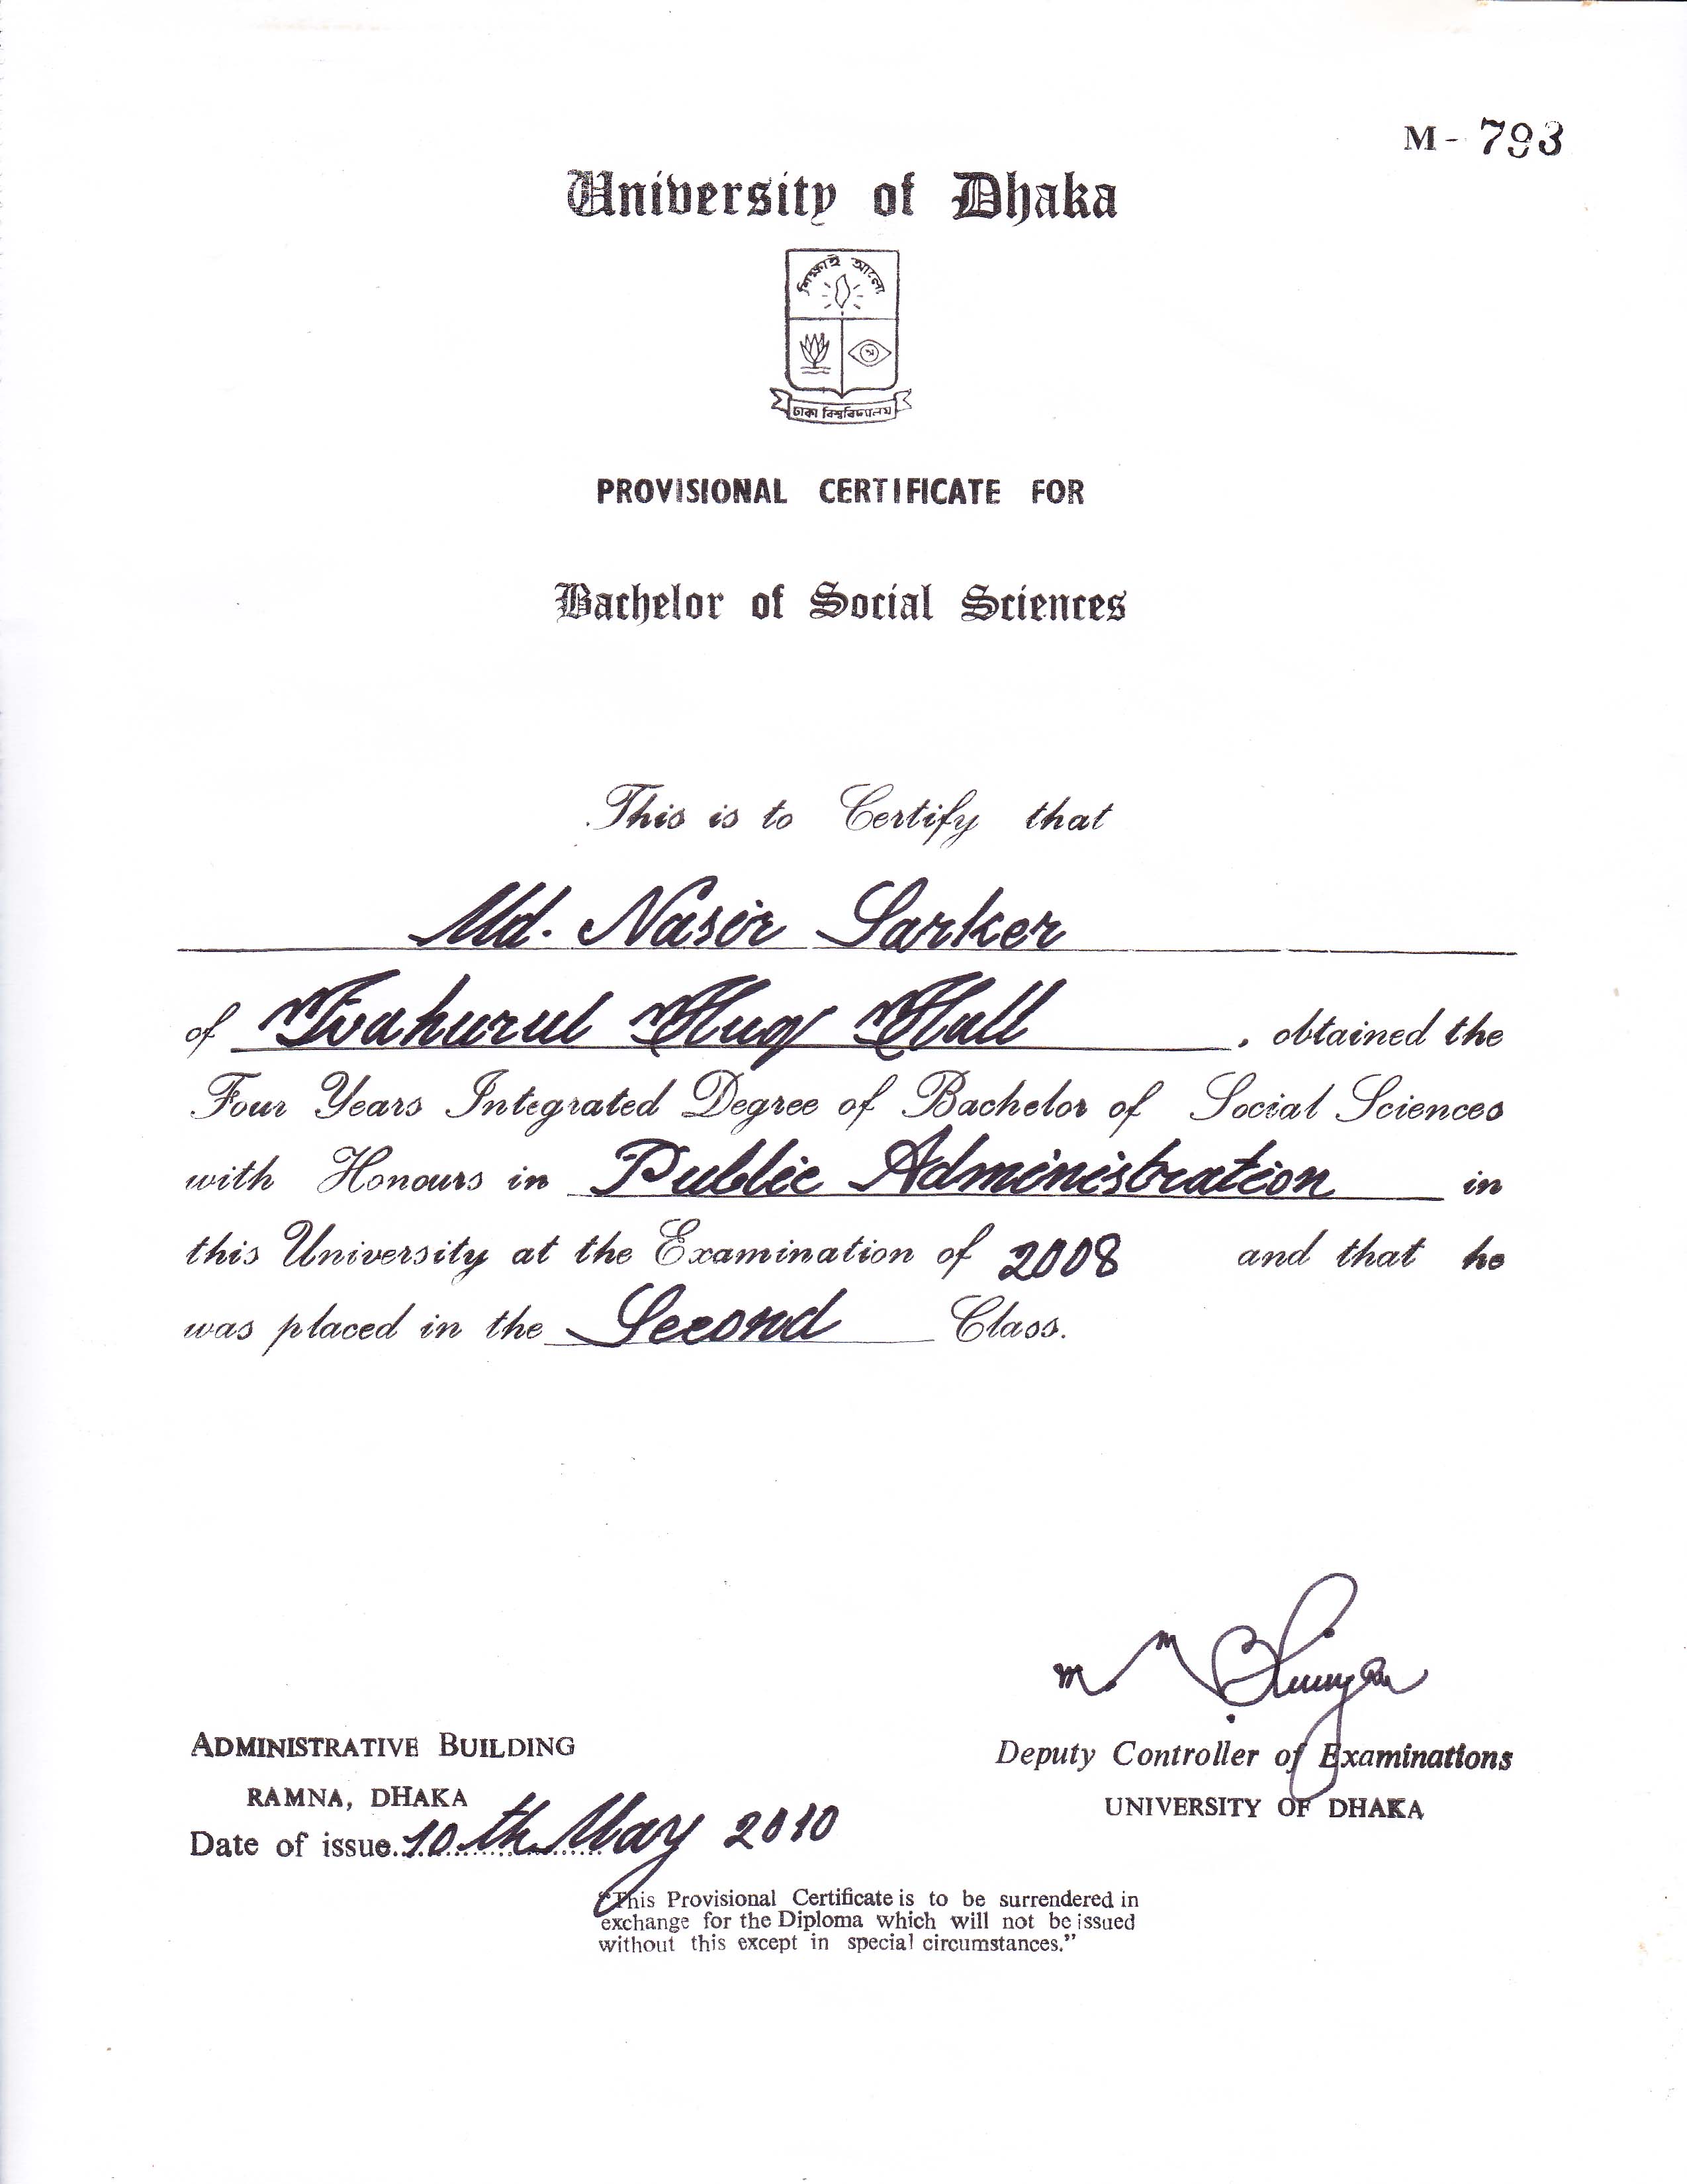 M - 793
University of Dhaka
শিক্ষাই আলো
ঢাকা বিশ্ববিদ্যালয়
PROVISIONAL CERTIFICATE FOR
Bachelor of Social Sciences
This is to Certify that
Md. Nasir Sarker
of Zahurul Huq Hall, obtained the
Four Years Integrated Degree of Bachelor of Social Sciences
with Honours in Public Administration in
this University at the Examination of 2008 and that he
was placed in the Second Class.
ADMINISTRATIVE BUILDING
RAMNA, DHAKA
Date of issue. 10th May 2010
Deputy Controller of Examinations
UNIVERSITY OF DHAKA
"This Provisional Certificate is to be surrendered in
exchange for the Diploma which will not be issued
without this except in special circumstances."